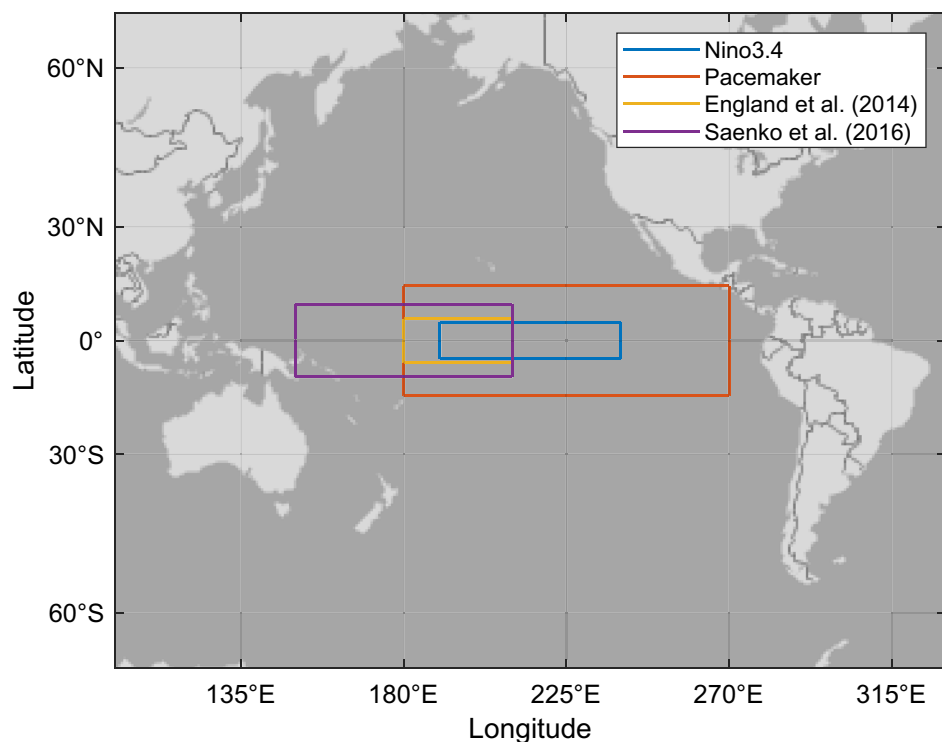 Nino3.4
Pacemaker
England et al. (2014)
Saenko et al. (2016)
60°N
30°N
0°
30°S
60°S
Latitude
135°E
180°E
225°E
270°E
315°E
Longitude